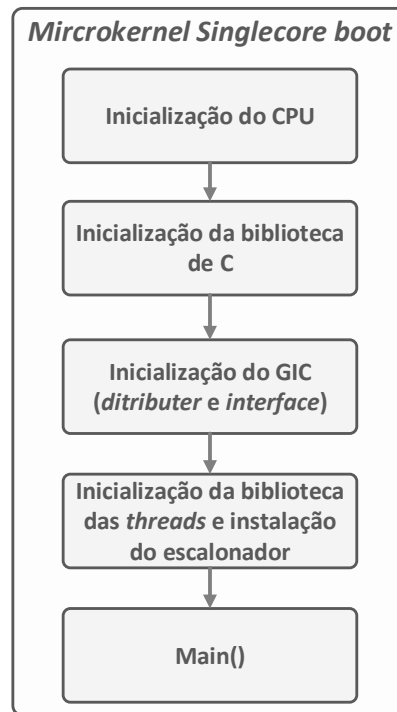 Mircrokernel Singlecore boot
Inicialização do CPU
Inicialização da biblioteca
de C
Inicialização do GIC
(ditributer e interface)
Inicialização da biblioteca
das threads e instalação
do escalonador
Main()